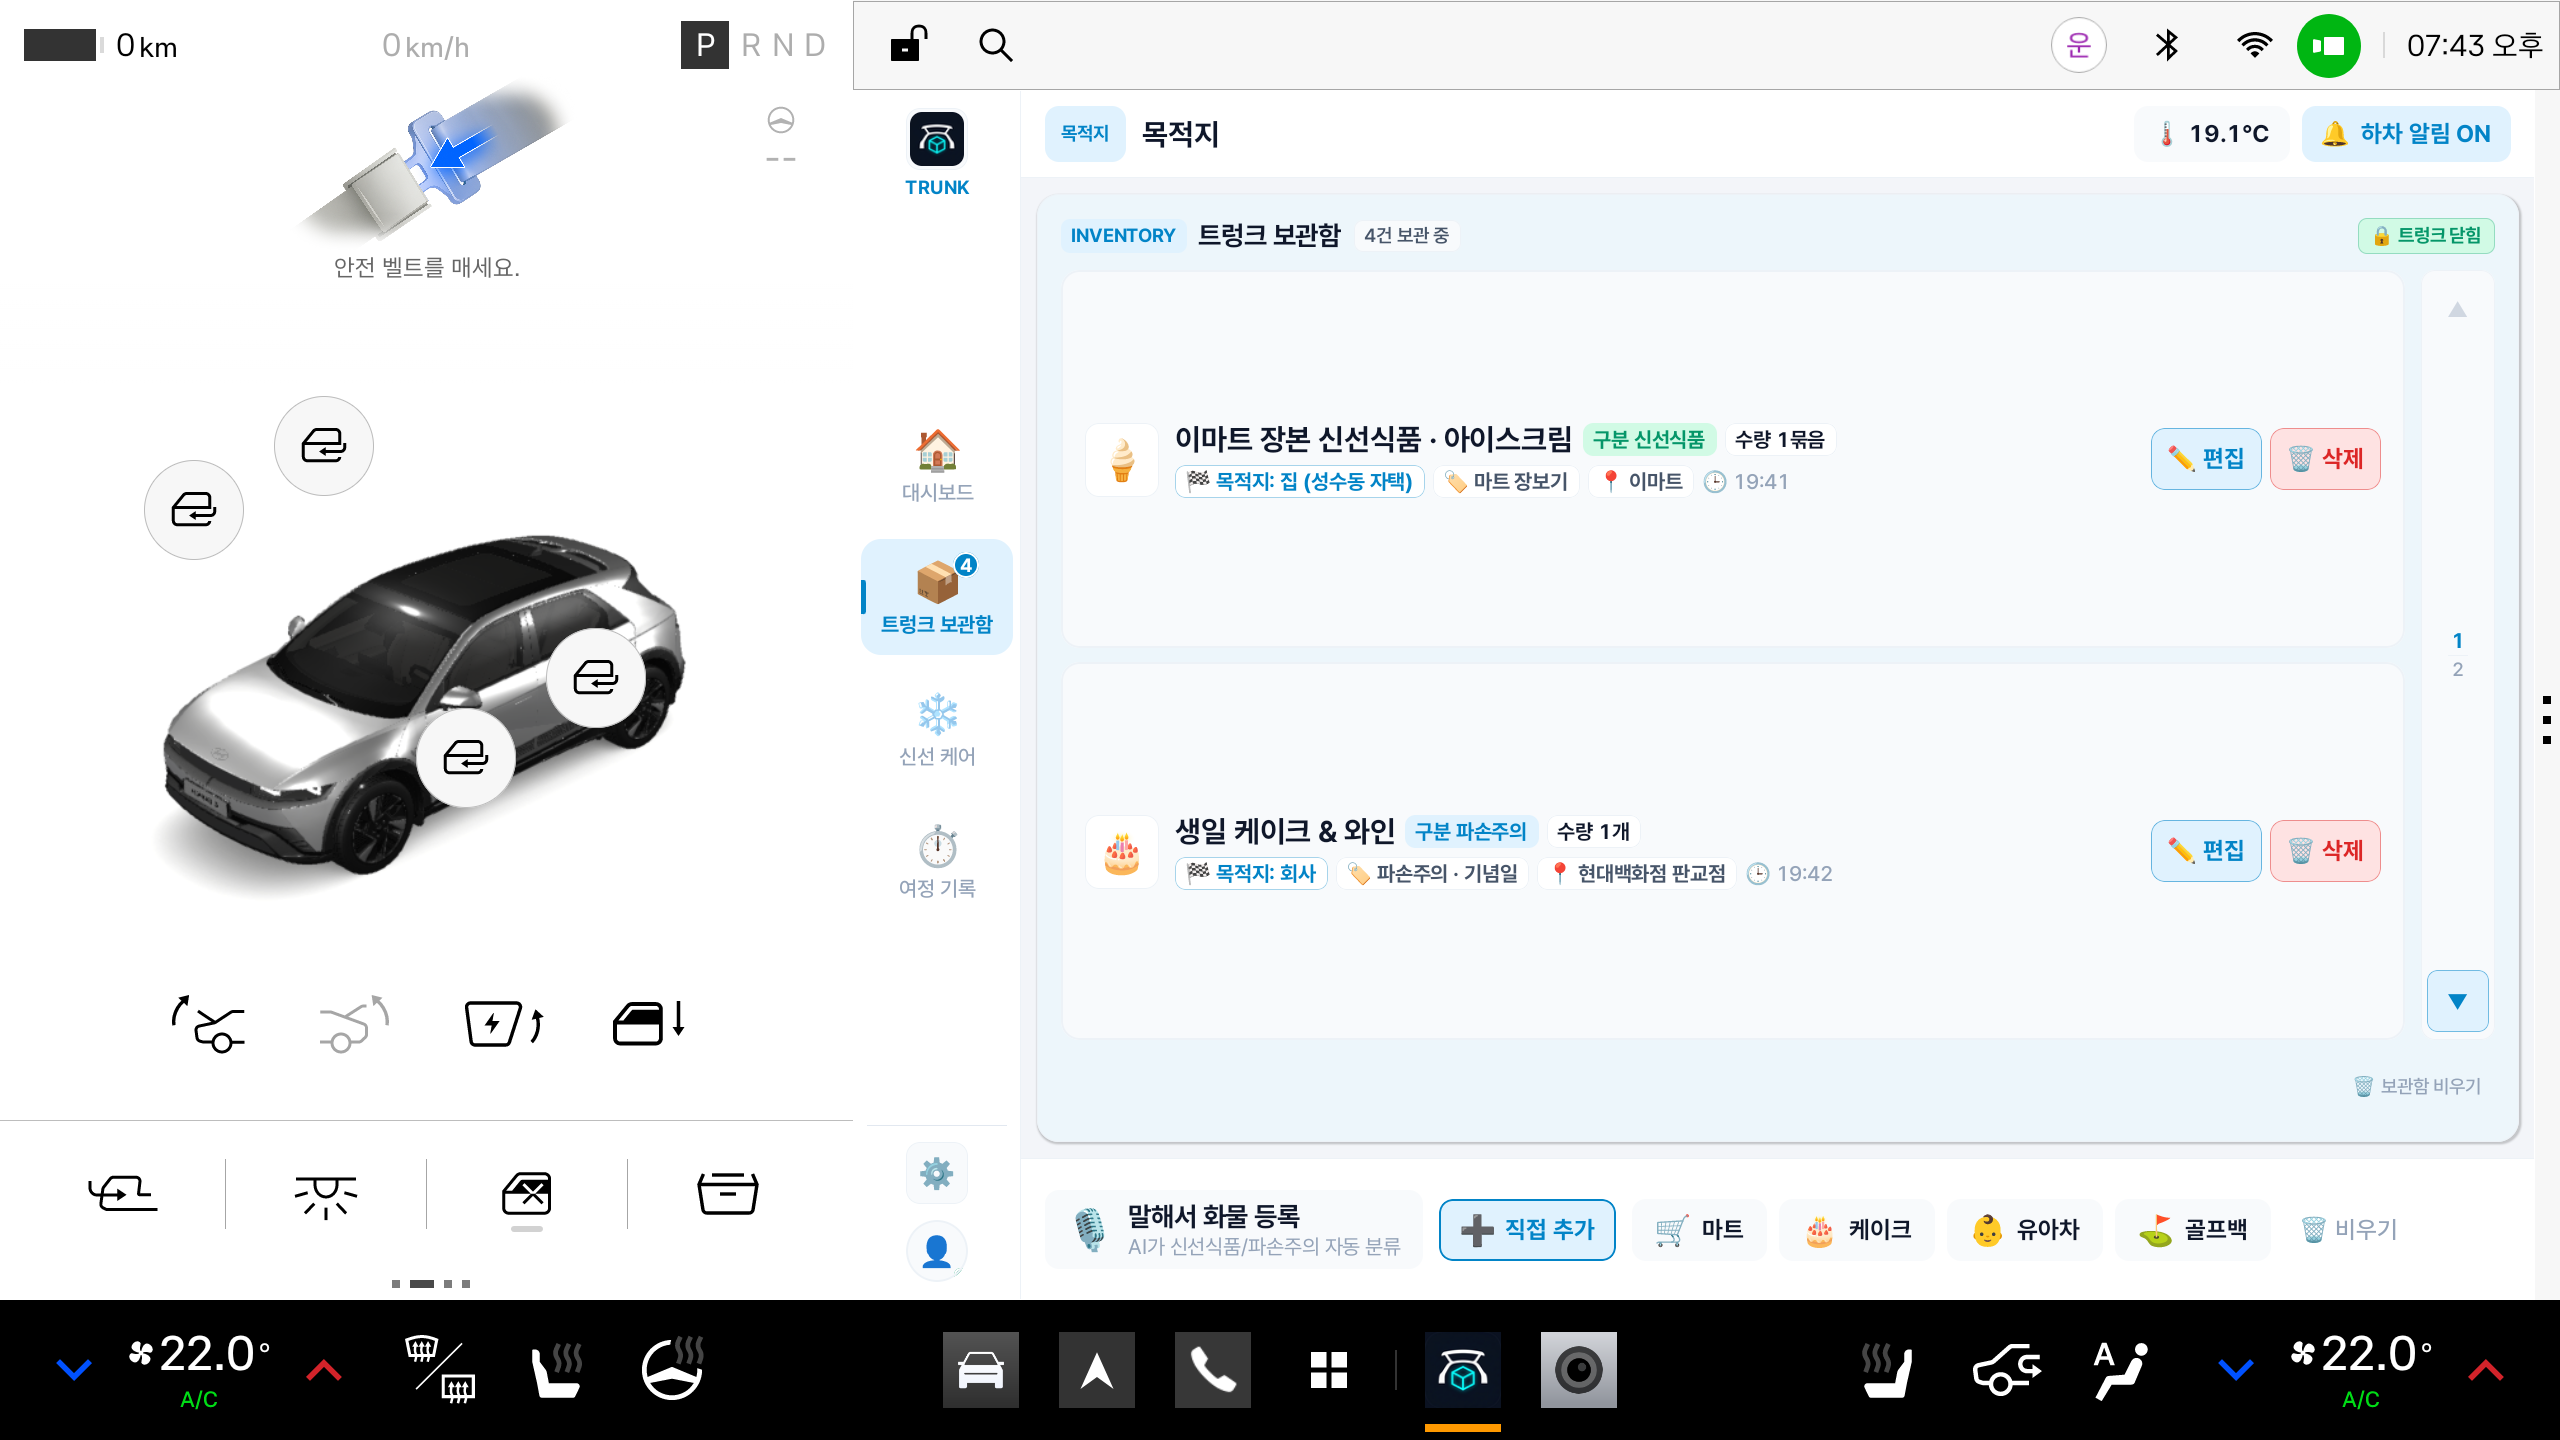 0 km
0 km/h
P R N D
운
07:43 오후
안전 벨트를 매세요.
TRUNK
대시보드
4
트렁크 보관함
신선 케어
여정 기록
목적지
목적지
19.1°C
하차 알림 ON
INVENTORY
트렁크 보관함
4건 보관 중
트렁크 닫힘
이마트 장본 신선식품 · 아이스크림
구분 신선식품
수량 1묶음
목적지: 집 (성수동 자택)
마트 장보기
이마트
19:41
편집
삭제
생일 케이크 & 와인
구분 파손주의
수량 1개
목적지: 회사
파손주의 · 기념일
현대백화점 판교점
19:42
편집
삭제
1
2
보관함 비우기
말해서 화물 등록
AI가 신선식품/파손주의 자동 분류
직접 추가
마트
케이크
유아차
골프백
비우기
22.0°
A/C
A
22.0°
A/C